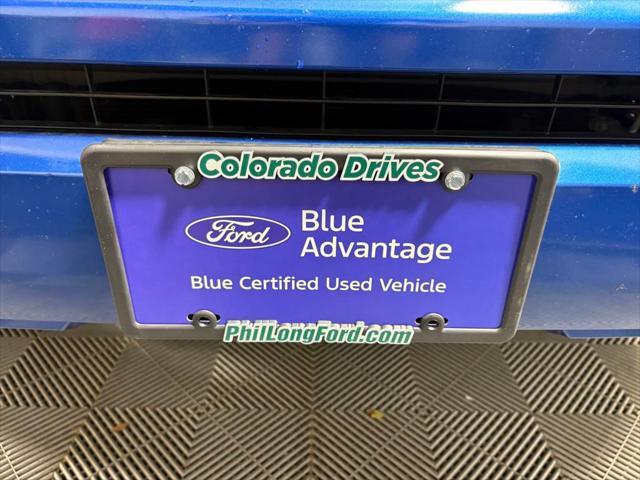 Colorado Drives
Ford
Blue
Advantage
Blue Certified Used Vehicle
PhilLongFord.com